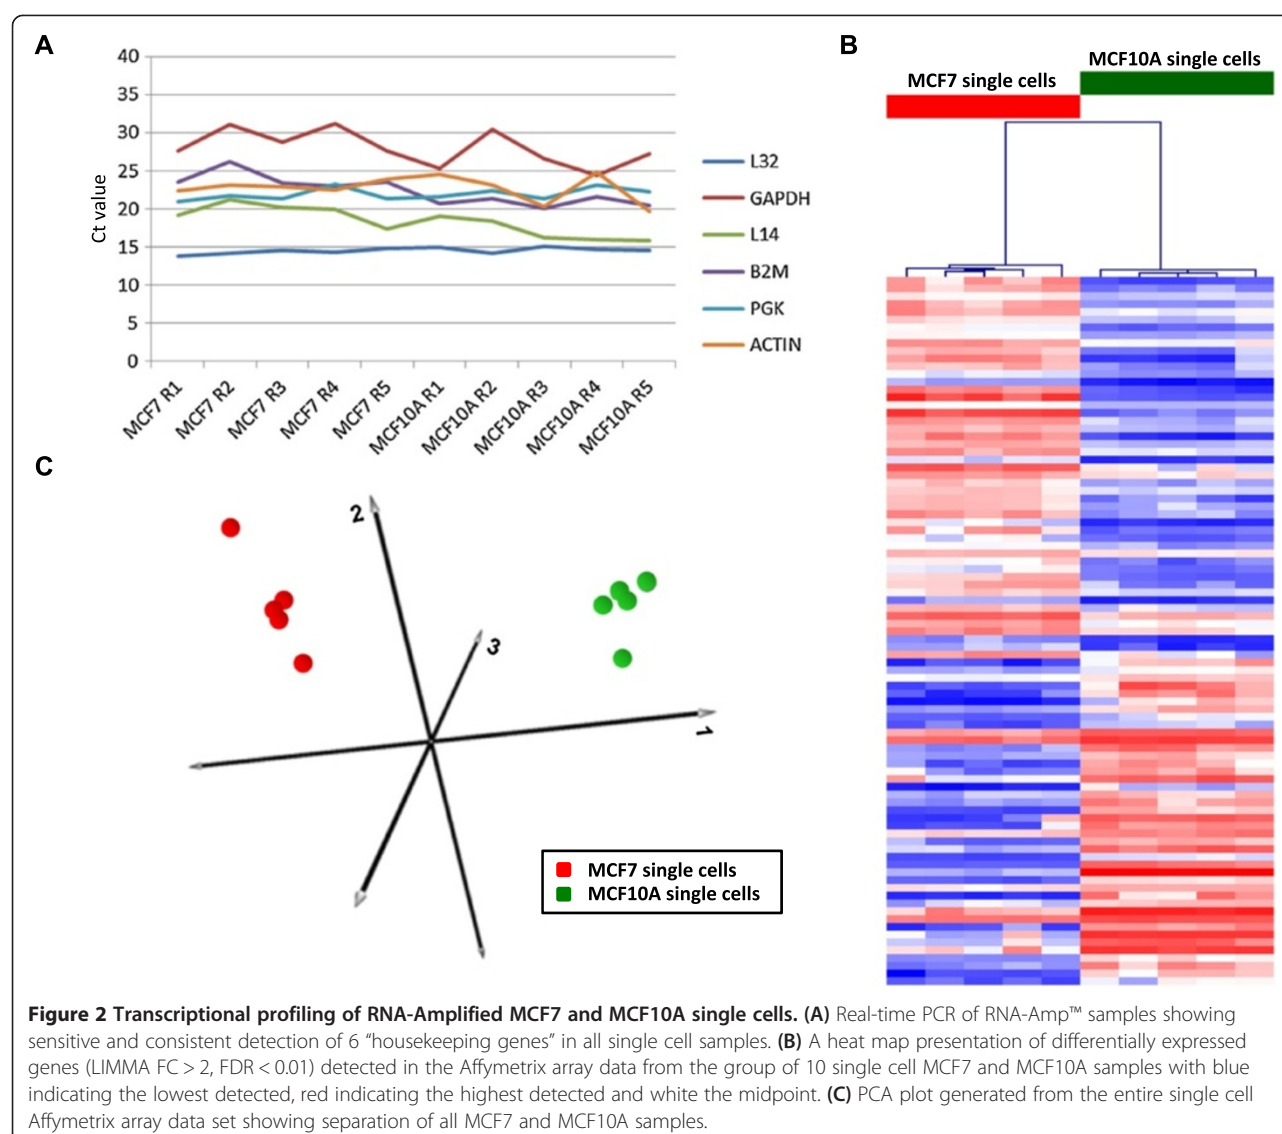 A
40
35
30
25
20
15
10
5
0
Ct value
MCF7 R1
MCF7 R2
MCF7 R3
MCF7 R4
MCF7 R5
MCF10A R1
MCF10A R2
MCF10A R3
MCF10A R4
MCF10A R5
L32
GAPDH
L14
B2M
PGK
ACTIN
B
MCF7 single cells
MCF10A single cells
C
2
3
1
MCF7 single cells
MCF10A single cells
Figure 2 Transcriptional profiling of RNA-Amplified MCF7 and MCF10A single cells. (A) Real-time PCR of RNA-Amp™ samples showing
sensitive and consistent detection of 6 “housekeeping genes” in all single cell samples. (B) A heat map presentation of differentially expressed
genes (LIMMA FC > 2, FDR < 0.01) detected in the Affymetrix array data from the group of 10 single cell MCF7 and MCF10A samples with blue
indicating the lowest detected, red indicating the highest detected and white the midpoint. (C) PCA plot generated from the entire single cell
Affymetrix array data set showing separation of all MCF7 and MCF10A samples.